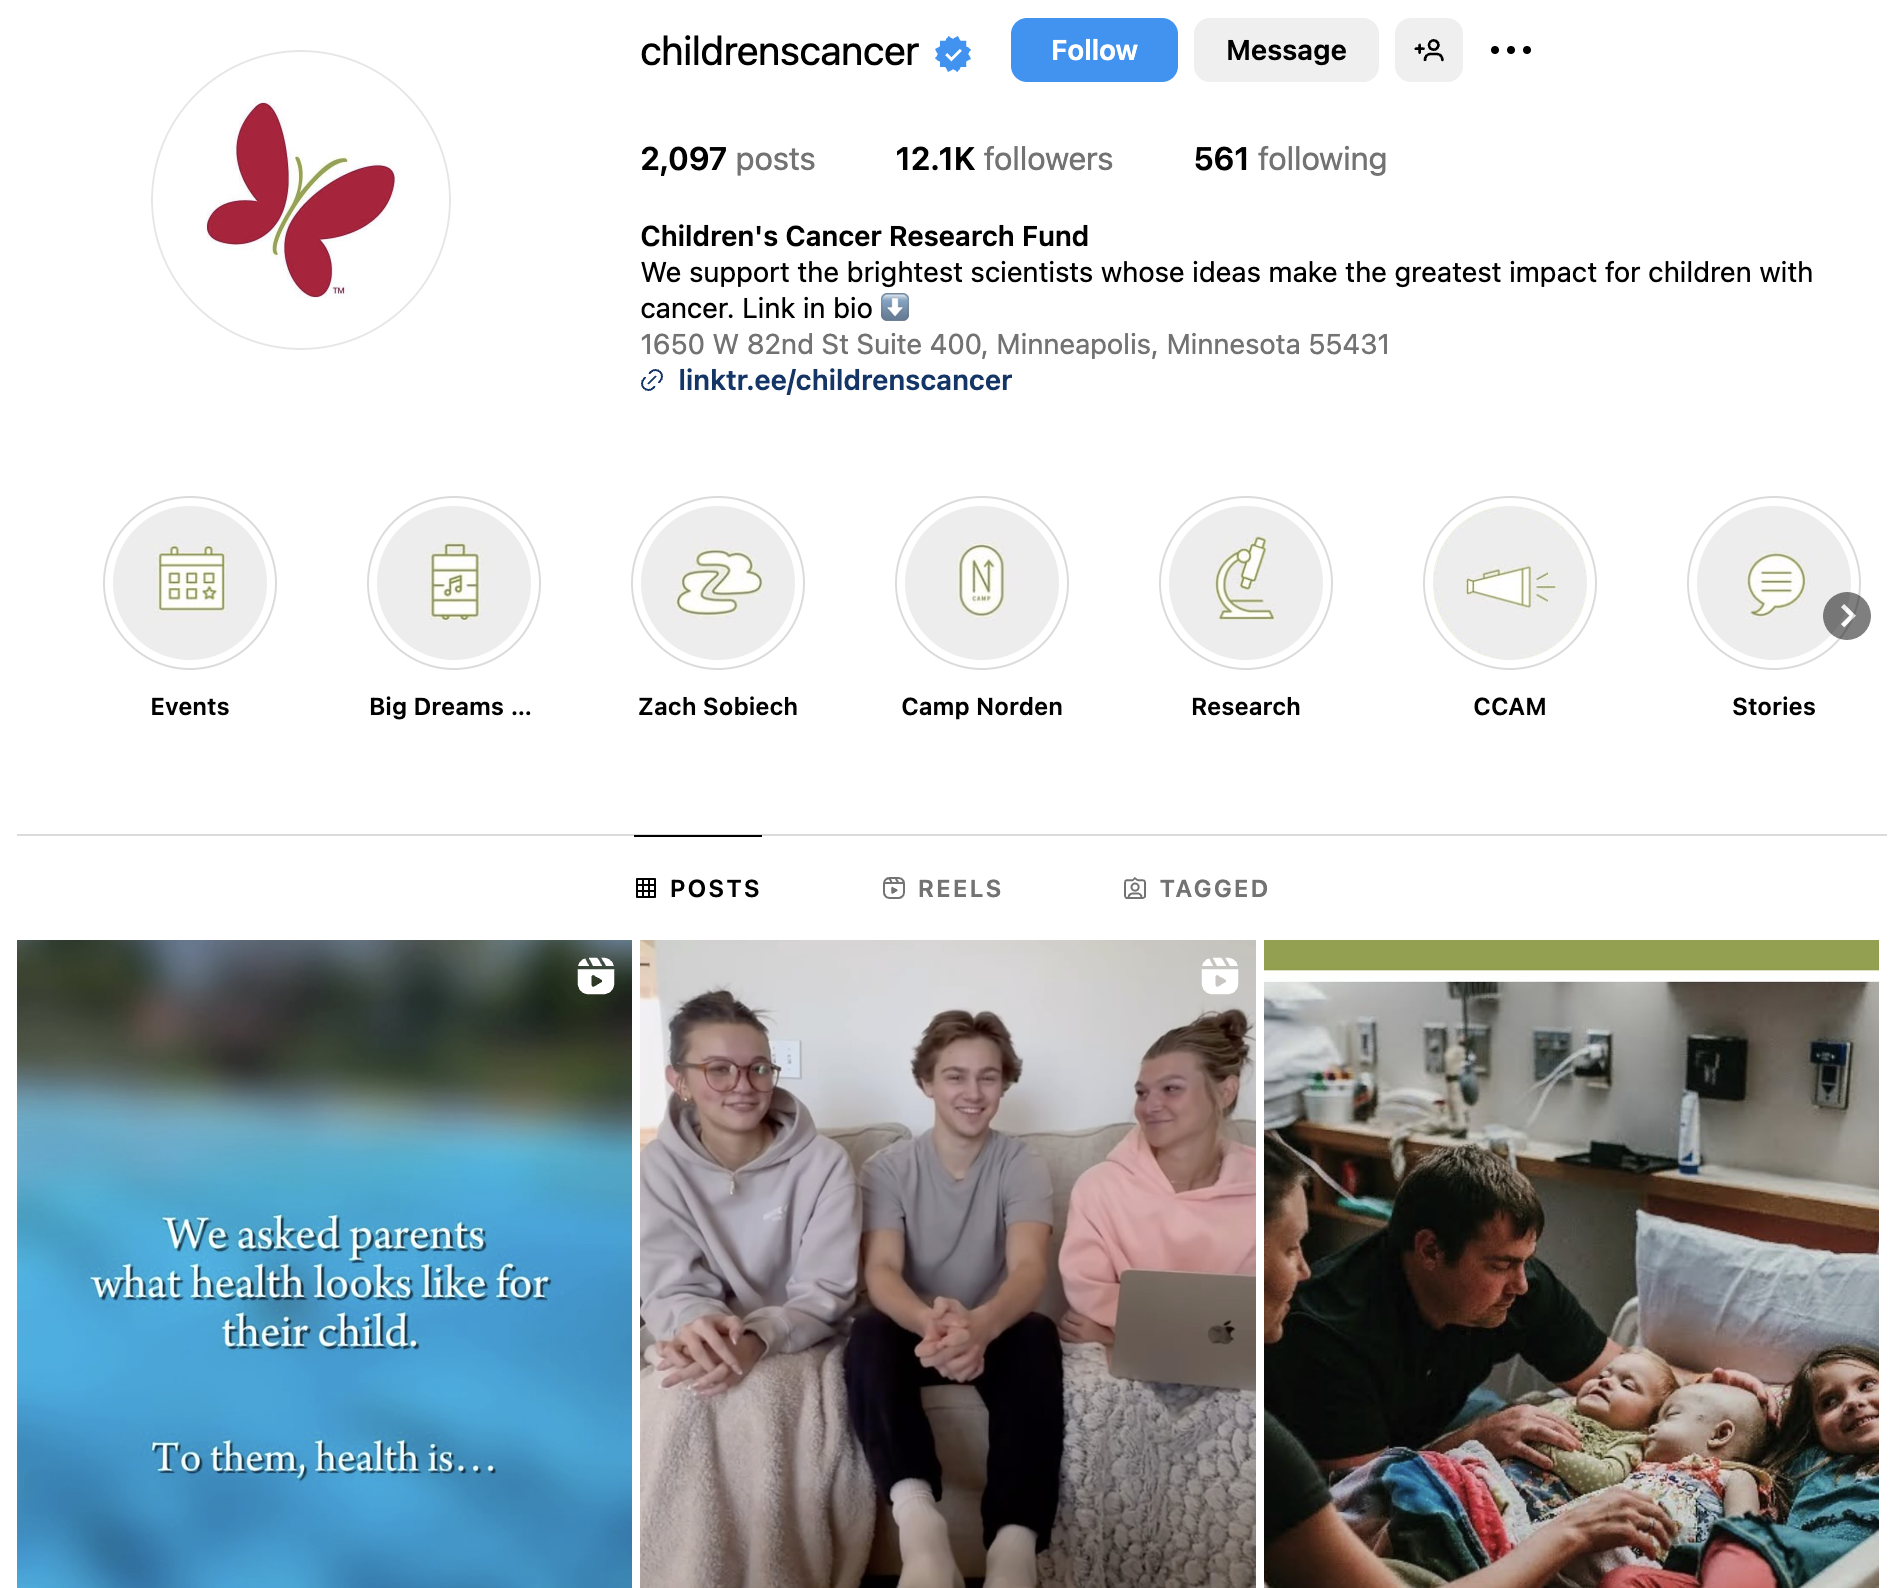 childrenscancer
Follow
Message
2,097 posts
12.1K followers
561 following
Children's Cancer Research Fund
We support the brightest scientists whose ideas make the greatest impact for children with
cancer. Link in bio ⬇️
1650 W 82nd St Suite 400, Minneapolis, Minnesota 55431
linktr.ee/childrenscancer
TM
N
CAMP
Events
Big Dreams ...
Zach Sobiech
Camp Norden
Research
CCAM
Stories
POSTS
REELS
TAGGED
We asked parents
what health looks like for
their child.
To them, health is...